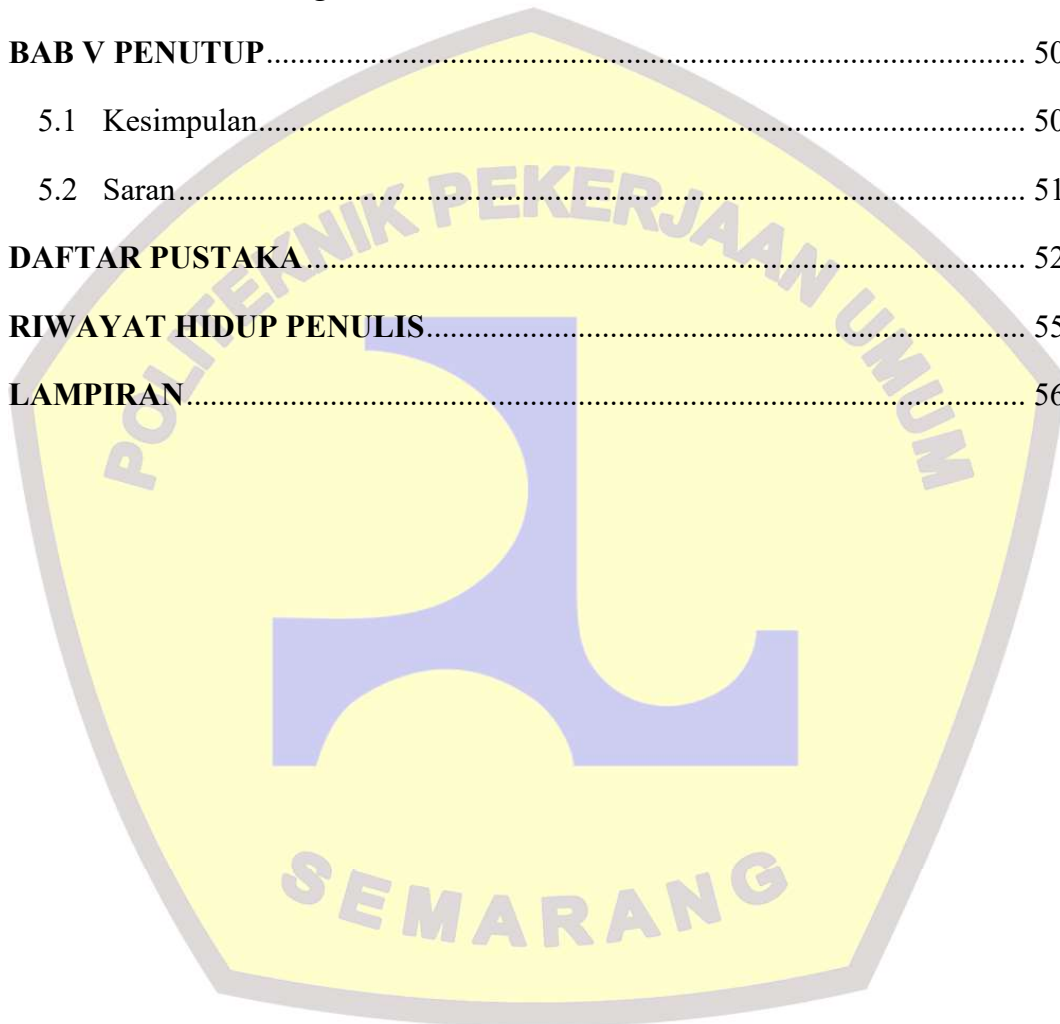 BAB V PENUTUP.......................................................................................... 50
5.1 Kesimpulan.......................................................................................... 50
5.2 Saran.................................................................................................... 51
DAFTAR PUSTAKA..................................................................................... 52
RIWAYAT HIDUP PENULIS....................................................................... 55
LAMPIRAN................................................................................................... 56
POLITEKNIK PEKERJAAN UMUM
SEMARANG